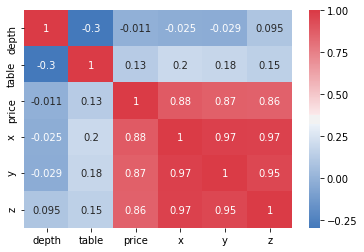 1.00
depth 1 -0.3 -0.011 -0.025 -0.029 0.095
0.75
table -0.3 1 0.13 0.2 0.18 0.15
price -0.011 0.13 1 0.88 0.87 0.86
0.50
x -0.025 0.2 0.88 1 0.97 0.97
0.25
y -0.029 0.18 0.87 0.97 1 0.95
0.00
z 0.095 0.15 0.86 0.97 0.95 1
-0.25
depth table price x y z